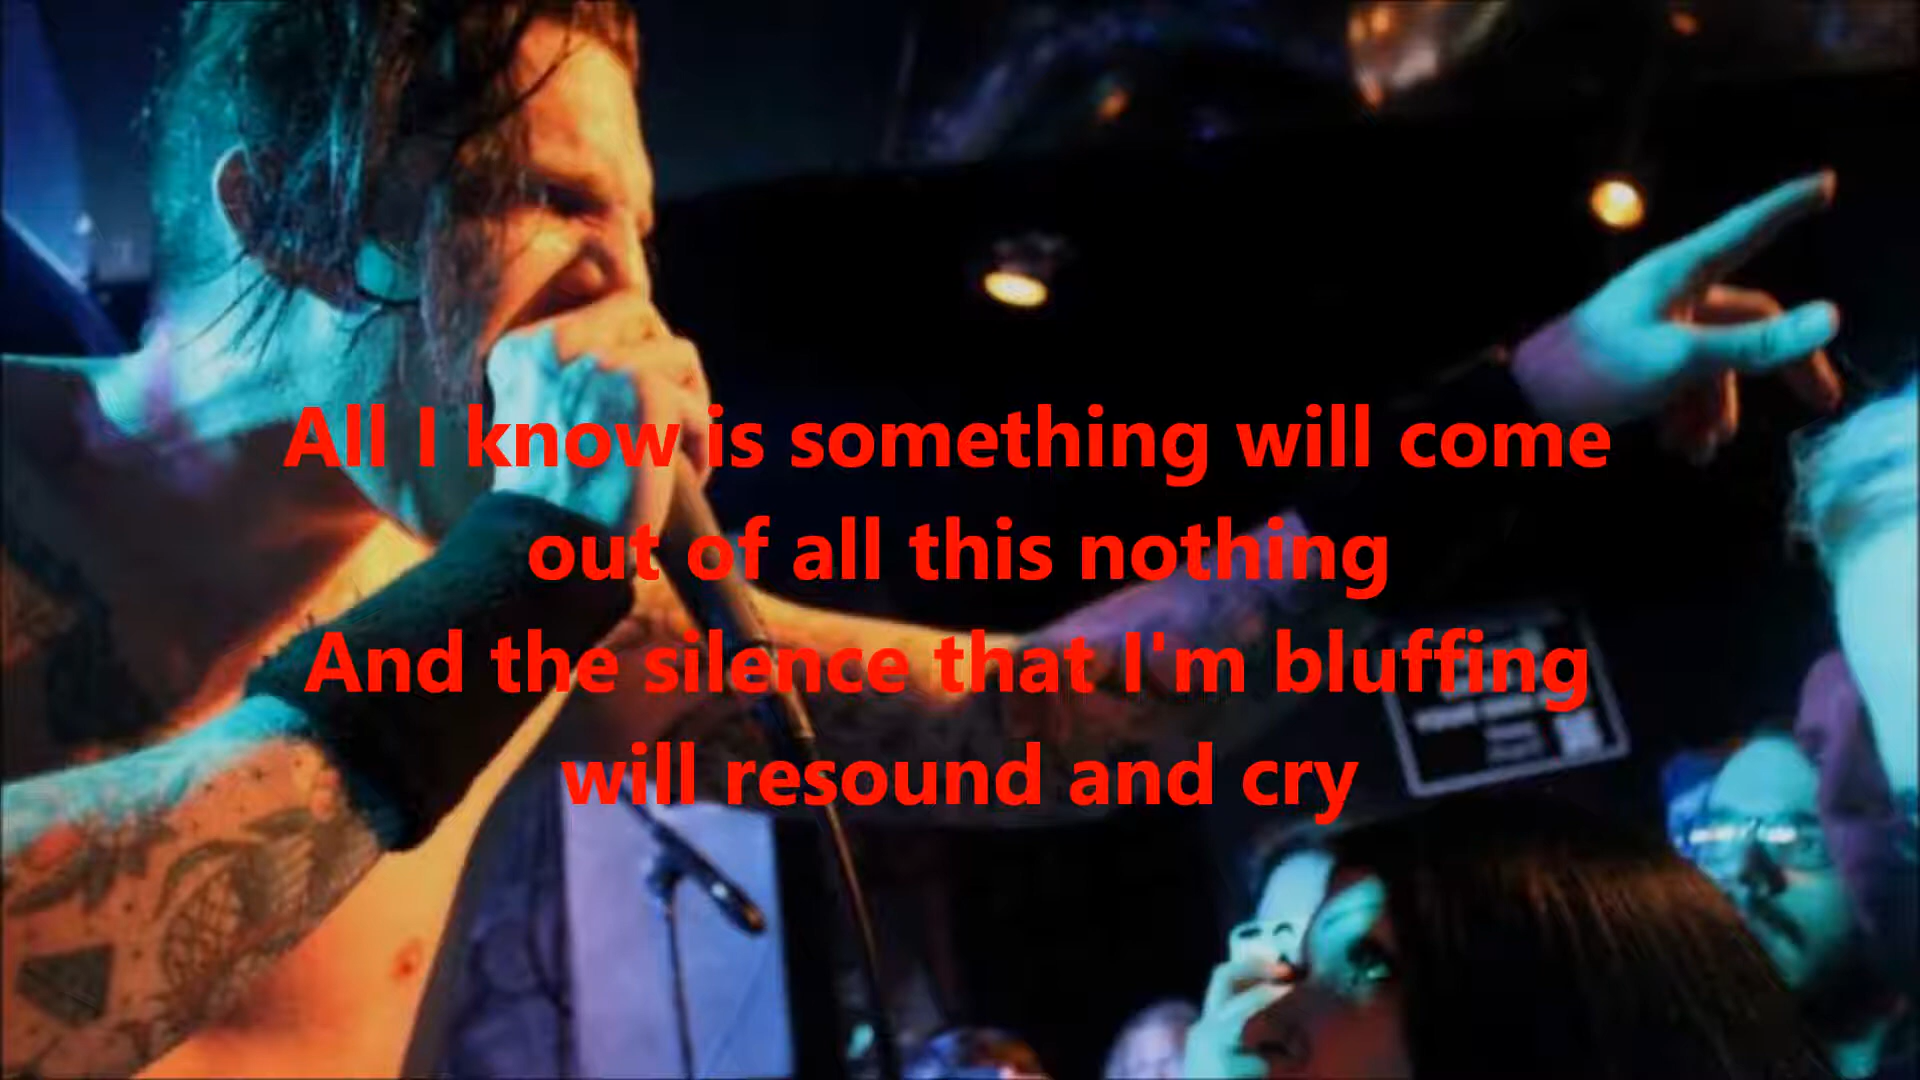 All I know is something will come
out of all this nothing
And the silence that I'm bluffing
will resound and cry